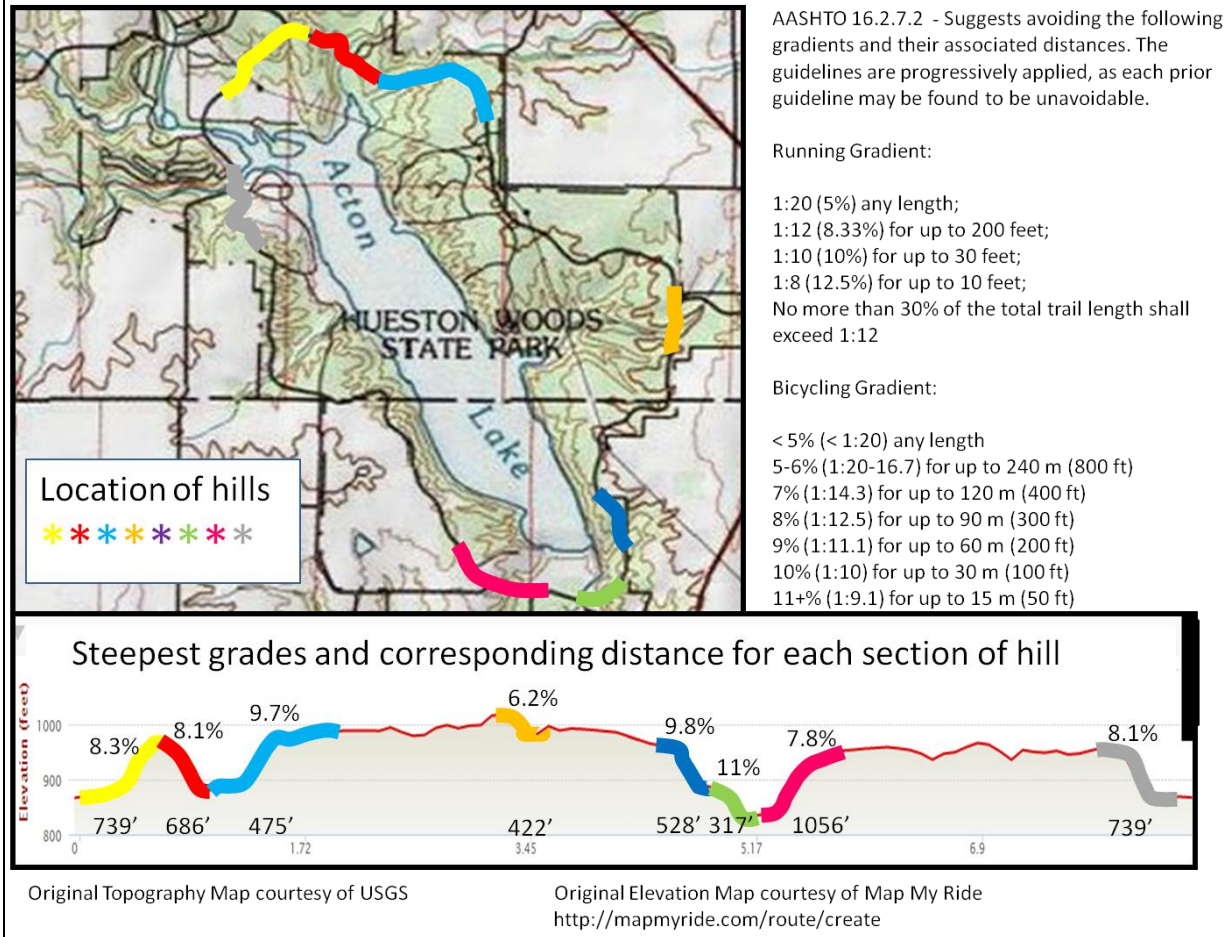 AASHTO 16.2.7.2 - Suggests avoiding the following
gradients and their associated distances. The
guidelines are progressively applied, as each prior
guideline may be found to be unavoidable.
Running Gradient:
1:20 (5%) any length;
1:12 (8.33%) for up to 200 feet;
1:10 (10%) for up to 30 feet;
1:8 (12.5%) for up to 10 feet;
No more than 30% of the total trail length shall
exceed 1:12
Bicycling Gradient:
< 5% (< 1:20) any length
5-6% (1:20-16.7) for up to 240 m (800 ft)
7% (1:14.3) for up to 120 m (400 ft)
8% (1:12.5) for up to 90 m (300 ft)
9% (1:11.1) for up to 60 m (200 ft)
10% (1:10) for up to 30 m (100 ft)
11+% (1:9.1) for up to 15 m (50 ft)
Acton
HUESTON WOODS
STATE PARK
Lake
Location of hills
* * * * * * * *
Steepest grades and corresponding distance for each section of hill
Elevation (feet)
1000
900
800
8.3%
8.1%
9.7%
6.2%
9.8%
11%
7.8%
8.1%
739’
686’
475’
422’
528’
317’
1056’
739’
0
1.72
3.45
5.17
6.9
Original Topography Map courtesy of USGS
Original Elevation Map courtesy of Map My Ride
http://mapmyride.com/route/create